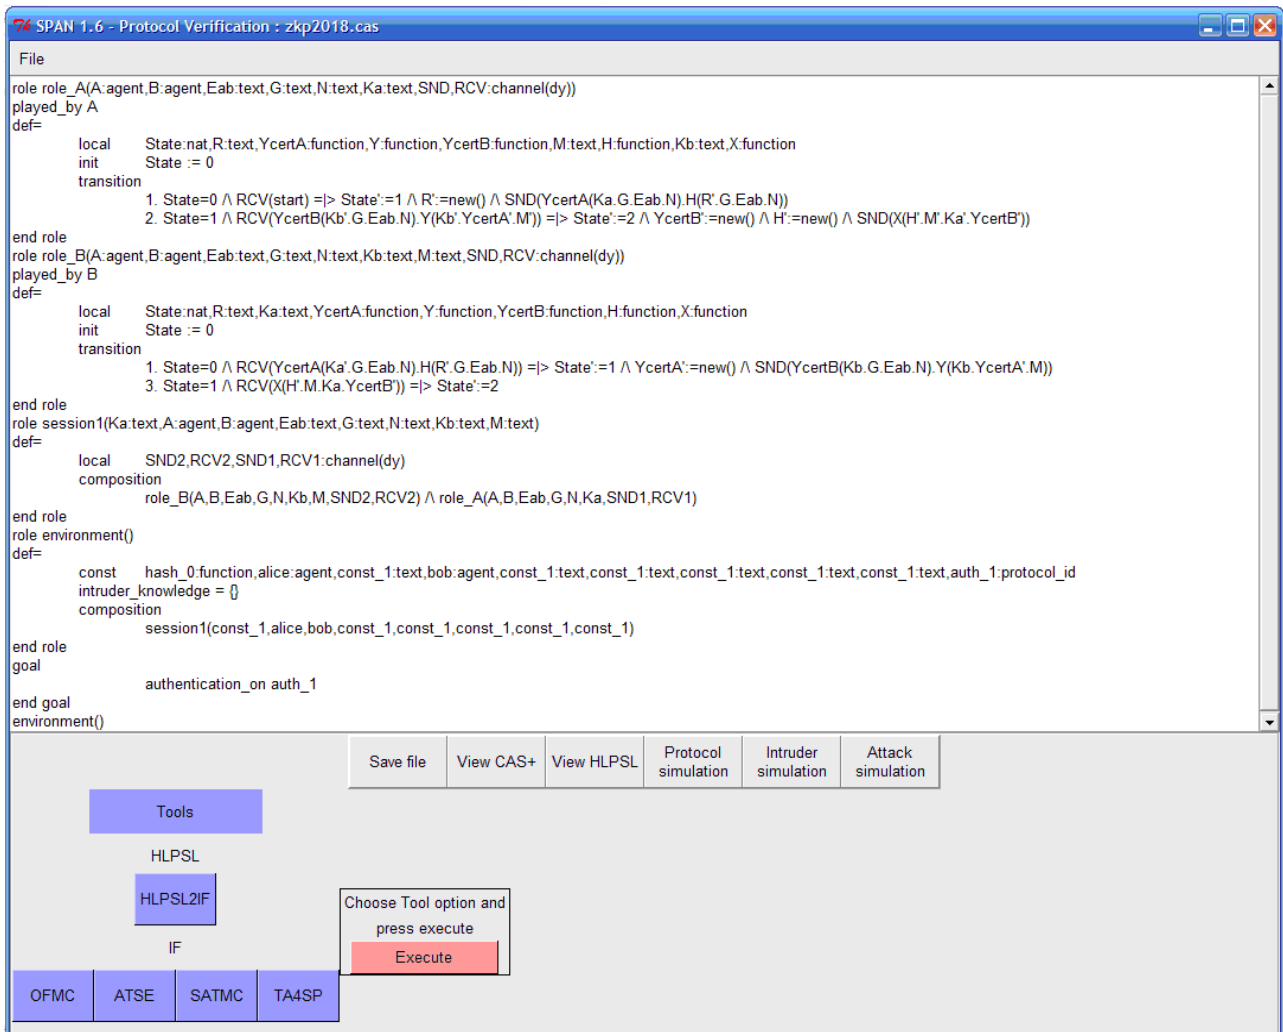 SPAN 1.6 - Protocol Verification : zkp2018.cas
File
role role_A(A:agent,B:agent,Eab:text,G:text,N:text,Ka:text,SND,RCV:channel(dy))
played_by A
def=
local State:nat,R:text,YcertA:function,Y:function,YcertB:function,M:text,H:function,Kb:text,X:function
init State := 0
transition
1. State=0 /\ RCV(start) =|> State':=1 /\ R':=new() /\ SND(YcertA(Ka.G.Eab.N).H(R'.G.Eab.N))
2. State=1 /\ RCV(YcertB(Kb'.G.Eab.N).Y(Kb'.YcertA'.M')) =|> State':=2 /\ YcertB':=new() /\ H':=new() /\ SND(X(H'.M'.Ka'.YcertB'))
end role
role role_B(A:agent,B:agent,Eab:text,G:text,N:text,Kb:text,M:text,SND,RCV:channel(dy))
played_by B
def=
local State:nat,R:text,Ka:text,YcertA:function,Y:function,YcertB:function,H:function,X:function
init State := 0
transition
1. State=0 /\ RCV(YcertA(Ka'.G.Eab.N).H(R'.G.Eab.N)) =|> State':=1 /\ YcertA':=new() /\ SND(YcertB(Kb.G.Eab.N).Y(Kb.YcertA'.M))
3. State=1 /\ RCV(X(H'.M.Ka.YcertB')) =|> State':=2
end role
role session1(Ka:text,A:agent,B:agent,Eab:text,G:text,N:text,Kb:text,M:text)
def=
local SND2,RCV2,SND1,RCV1:channel(dy)
composition
role_B(A,B,Eab,G,N,Kb,M,SND2,RCV2) /\ role_A(A,B,Eab,G,N,Ka,SND1,RCV1)
end role
role environment()
def=
const hash_0:function,alice:agent,const_1:text,bob:agent,const_1:text,const_1:text,const_1:text,const_1:text,const_1:text,auth_1:protocol_id
intruder_knowledge = {}
composition
session1(const_1,alice,bob,const_1,const_1,const_1,const_1,const_1)
end role
goal
authentication_on auth_1
end goal
environment()
Save file
View CAS+
View HLPSL
Protocol simulation
Intruder simulation
Attack simulation
Tools
HLPSL
HLPSL2IF
Choose Tool option and
press execute
Execute
IF
OFMC
ATSE
SATMC
TA4SP